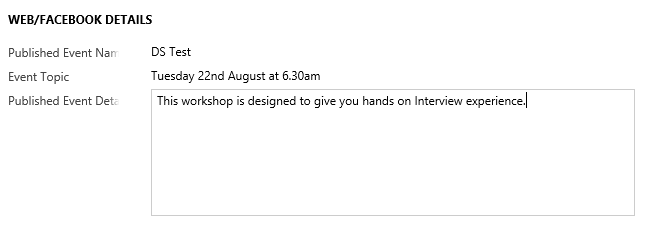 WEB/FACEBOOK DETAILS
Published Event Nam DS Test
Event Topic Tuesday 22nd August at 6.30am
Published Event Deta This workshop is designed to give you hands on Interview experience.